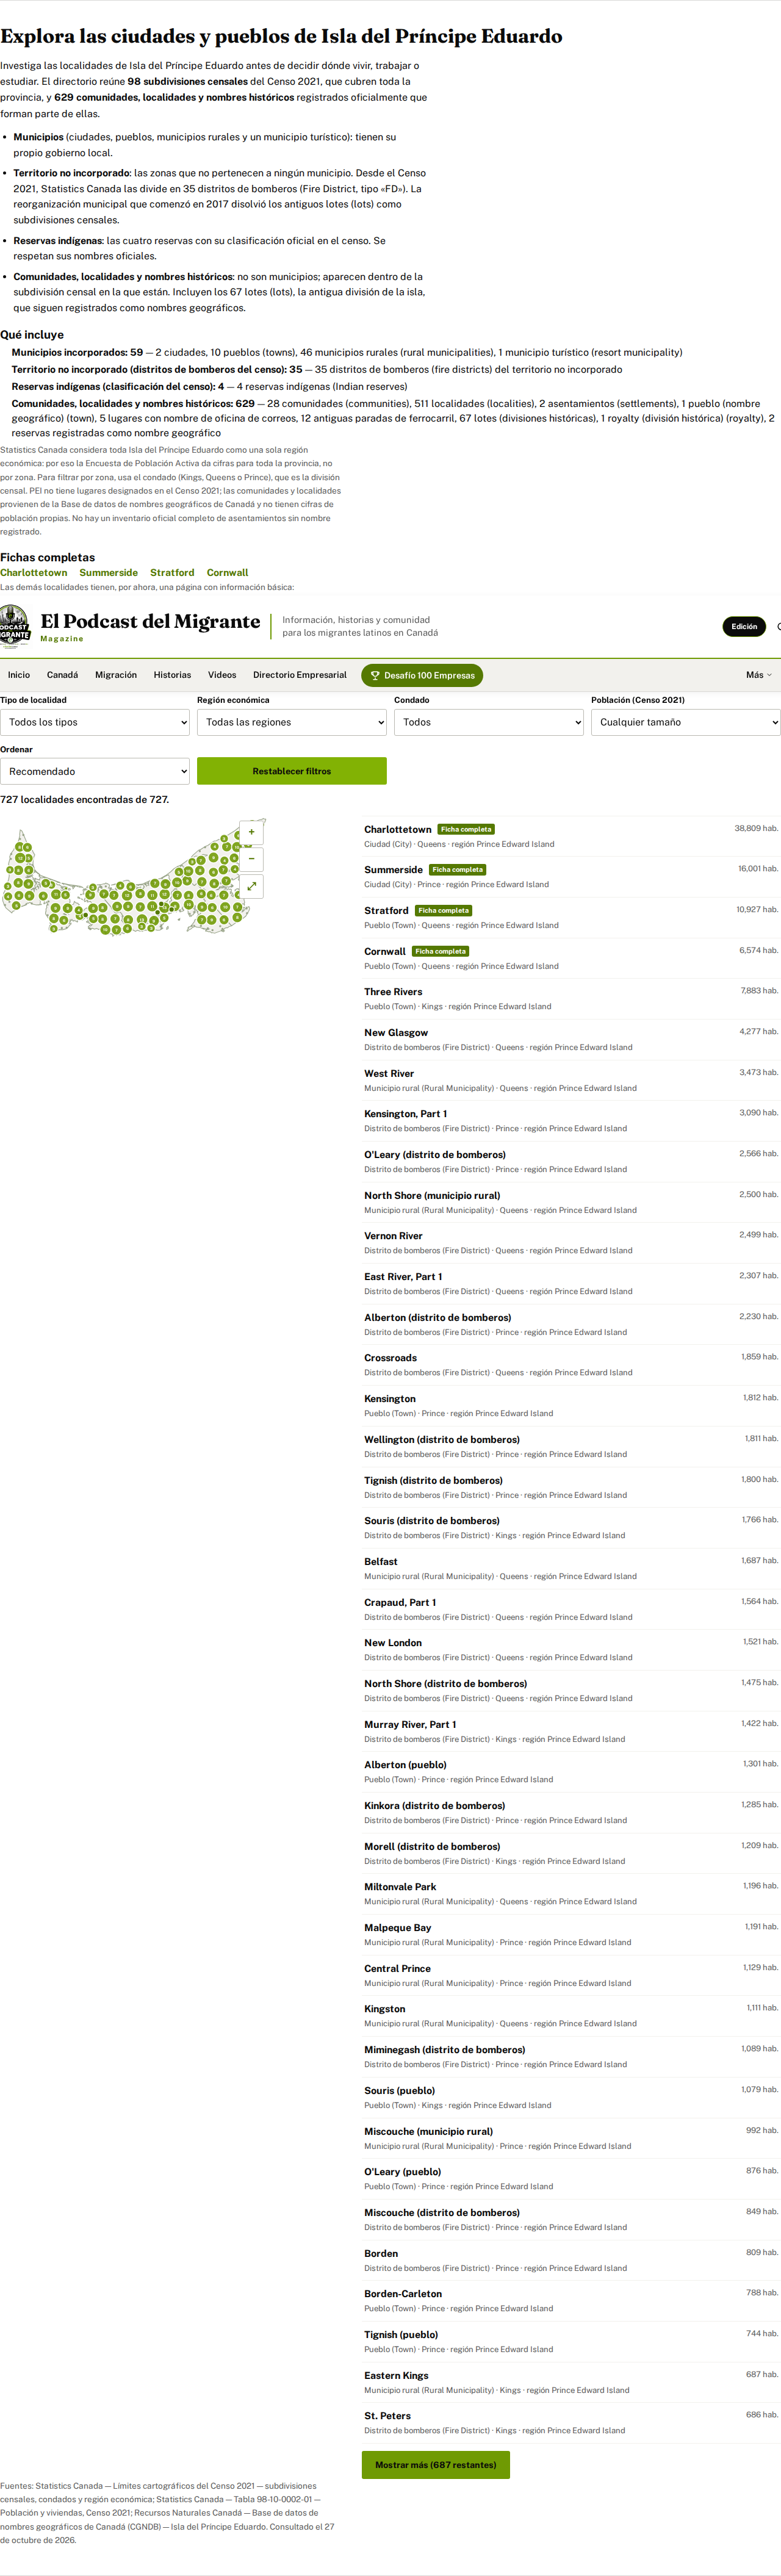 Explora las ciudades y pueblos de Isla del Príncipe Eduardo
Investiga las localidades de Isla del Príncipe Eduardo antes de decidir dónde vivir, trabajar o
estudiar. El directorio reúne 98 subdivisiones censales del Censo 2021, que cubren toda la
provincia, y 629 comunidades, localidades y nombres históricos registrados oficialmente que
forman parte de ellas.
Municipios (ciudades, pueblos, municipios rurales y un municipio turístico): tienen su
propio gobierno local.
Territorio no incorporado: las zonas que no pertenecen a ningún municipio. Desde el Censo
2021, Statistics Canada las divide en 35 distritos de bomberos (Fire District, tipo «FD»). La
reorganización municipal que comenzó en 2017 disolvió los antiguos lotes (lots) como
subdivisiones censales.
Reservas indígenas: las cuatro reservas con su clasificación oficial en el censo. Se
respetan sus nombres oficiales.
Comunidades, localidades y nombres históricos: no son municipios; aparecen dentro de la
subdivisión censal en la que están. Incluyen los 67 lotes (lots), la antigua división de la isla,
que siguen registrados como nombres geográficos.
Qué incluye
Municipios incorporados: 59 — 2 ciudades, 10 pueblos (towns), 46 municipios rurales (rural municipalities), 1 municipio turístico (resort municipality)
Territorio no incorporado (distritos de bomberos del censo): 35 — 35 distritos de bomberos (fire districts) del territorio no incorporado
Reservas indígenas (clasificación del censo): 4 — 4 reservas indígenas (Indian reserves)
Comunidades, localidades y nombres históricos: 629 — 28 comunidades (communities), 511 localidades (localities), 2 asentamientos (settlements), 1 pueblo (nombre
geográfico) (town), 5 lugares con nombre de oficina de correos, 12 antiguas paradas de ferrocarril, 67 lotes (divisiones históricas), 1 royalty (división histórica) (royalty), 2
reservas registradas como nombre geográfico
Statistics Canada considera toda Isla del Príncipe Eduardo como una sola región
económica: por eso la Encuesta de Población Activa da cifras para toda la provincia, no
por zona. Para filtrar por zona, usa el condado (Kings, Queens o Prince), que es la división
censal. PEI no tiene lugares designados en el Censo 2021; las comunidades y localidades
provienen de la Base de datos de nombres geográficos de Canadá y no tienen cifras de
población propias. No hay un inventario oficial completo de asentamientos sin nombre
registrado.
Fichas completas
Charlottetown Summerside Stratford Cornwall
Las demás localidades tienen, por ahora, una página con información básica:
El Podcast del Migrante
Magazine
Información, historias y comunidad
para los migrantes latinos en Canadá
Edición
Inicio Canadá Migración Historias Videos Directorio Empresarial Desafío 100 Empresas Más
Tipo de localidad Región económica Condado Población (Censo 2021)
Todos los tipos Todas las regiones Todos Cualquier tamaño
Ordenar
Recomendado Restablecer filtros
727 localidades encontradas de 727.
Charlottetown Ficha completa 38,809 hab.
Ciudad (City) · Queens · región Prince Edward Island
Summerside Ficha completa 16,001 hab.
Ciudad (City) · Prince · región Prince Edward Island
Stratford Ficha completa 10,927 hab.
Pueblo (Town) · Queens · región Prince Edward Island
Cornwall Ficha completa 6,574 hab.
Pueblo (Town) · Queens · región Prince Edward Island
Three Rivers 7,883 hab.
Pueblo (Town) · Kings · región Prince Edward Island
New Glasgow 4,277 hab.
Distrito de bomberos (Fire District) · Queens · región Prince Edward Island
West River 3,473 hab.
Municipio rural (Rural Municipality) · Queens · región Prince Edward Island
Kensington, Part 1 3,090 hab.
Distrito de bomberos (Fire District) · Prince · región Prince Edward Island
O'Leary (distrito de bomberos) 2,566 hab.
Distrito de bomberos (Fire District) · Prince · región Prince Edward Island
North Shore (municipio rural) 2,500 hab.
Municipio rural (Rural Municipality) · Queens · región Prince Edward Island
Vernon River 2,499 hab.
Distrito de bomberos (Fire District) · Queens · región Prince Edward Island
East River, Part 1 2,307 hab.
Distrito de bomberos (Fire District) · Queens · región Prince Edward Island
Alberton (distrito de bomberos) 2,230 hab.
Distrito de bomberos (Fire District) · Prince · región Prince Edward Island
Crossroads 1,859 hab.
Distrito de bomberos (Fire District) · Queens · región Prince Edward Island
Kensington 1,812 hab.
Pueblo (Town) · Prince · región Prince Edward Island
Wellington (distrito de bomberos) 1,811 hab.
Distrito de bomberos (Fire District) · Prince · región Prince Edward Island
Tignish (distrito de bomberos) 1,800 hab.
Distrito de bomberos (Fire District) · Prince · región Prince Edward Island
Souris (distrito de bomberos) 1,766 hab.
Distrito de bomberos (Fire District) · Kings · región Prince Edward Island
Belfast 1,687 hab.
Municipio rural (Rural Municipality) · Queens · región Prince Edward Island
Crapaud, Part 1 1,564 hab.
Distrito de bomberos (Fire District) · Queens · región Prince Edward Island
New London 1,521 hab.
Distrito de bomberos (Fire District) · Queens · región Prince Edward Island
North Shore (distrito de bomberos) 1,475 hab.
Distrito de bomberos (Fire District) · Queens · región Prince Edward Island
Murray River, Part 1 1,422 hab.
Distrito de bomberos (Fire District) · Kings · región Prince Edward Island
Alberton (pueblo) 1,301 hab.
Pueblo (Town) · Prince · región Prince Edward Island
Kinkora (distrito de bomberos) 1,285 hab.
Distrito de bomberos (Fire District) · Prince · región Prince Edward Island
Morell (distrito de bomberos) 1,209 hab.
Distrito de bomberos (Fire District) · Kings · región Prince Edward Island
Miltonvale Park 1,196 hab.
Municipio rural (Rural Municipality) · Queens · región Prince Edward Island
Malpeque Bay 1,191 hab.
Municipio rural (Rural Municipality) · Prince · región Prince Edward Island
Central Prince 1,129 hab.
Municipio rural (Rural Municipality) · Prince · región Prince Edward Island
Kingston 1,111 hab.
Municipio rural (Rural Municipality) · Queens · región Prince Edward Island
Miminegash (distrito de bomberos) 1,089 hab.
Distrito de bomberos (Fire District) · Prince · región Prince Edward Island
Souris (pueblo) 1,079 hab.
Pueblo (Town) · Kings · región Prince Edward Island
Miscouche (municipio rural) 992 hab.
Municipio rural (Rural Municipality) · Prince · región Prince Edward Island
O'Leary (pueblo) 876 hab.
Pueblo (Town) · Prince · región Prince Edward Island
Miscouche (distrito de bomberos) 849 hab.
Distrito de bomberos (Fire District) · Prince · región Prince Edward Island
Borden 809 hab.
Distrito de bomberos (Fire District) · Prince · región Prince Edward Island
Borden-Carleton 788 hab.
Pueblo (Town) · Prince · región Prince Edward Island
Tignish (pueblo) 744 hab.
Pueblo (Town) · Prince · región Prince Edward Island
Eastern Kings 687 hab.
Municipio rural (Rural Municipality) · Kings · región Prince Edward Island
St. Peters 686 hab.
Distrito de bomberos (Fire District) · Kings · región Prince Edward Island
Mostrar más (687 restantes)
Fuentes: Statistics Canada — Límites cartográficos del Censo 2021 — subdivisiones
censales, condados y región económica; Statistics Canada — Tabla 98-10-0002-01 —
Población y viviendas, Censo 2021; Recursos Naturales Canadá — Base de datos de
nombres geográficos de Canadá (CGNDB) — Isla del Príncipe Eduardo. Consultado el 27
de octubre de 2026.